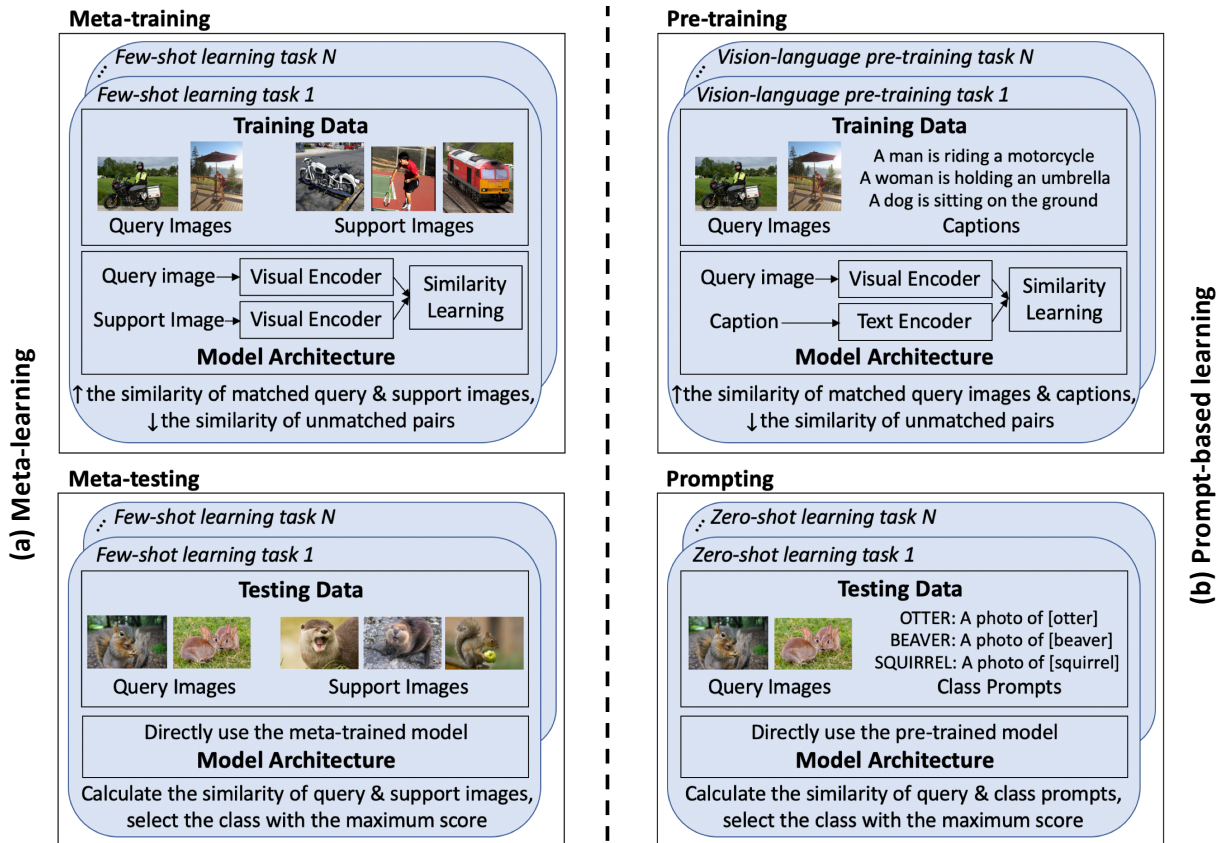 Meta-training
Few-shot learning task N
Few-shot learning task 1
Training Data
Query Images
Support Images
Query image
Visual Encoder
Support Image
Visual Encoder
Similarity
Learning
Model Architecture
↑ the similarity of matched query & support images,
↓ the similarity of unmatched pairs
Meta-testing
Few-shot learning task N
Few-shot learning task 1
Testing Data
Query Images
Support Images
Directly use the meta-trained model
Model Architecture
Calculate the similarity of query & support images,
select the class with the maximum score
(a) Meta-learning
Pre-training
Vision-language pre-training task N
Vision-language pre-training task 1
Training Data
A man is riding a motorcycle
A woman is holding an umbrella
A dog is sitting on the ground
Query Images
Captions
Query image
Visual Encoder
Caption
Text Encoder
Similarity
Learning
Model Architecture
↑ the similarity of matched query images & captions,
↓ the similarity of unmatched pairs
Prompting
Zero-shot learning task N
Zero-shot learning task 1
Testing Data
OTTER: A photo of [otter]
BEAVER: A photo of [beaver]
SQUIRREL: A photo of [squirrel]
Query Images
Class Prompts
Directly use the pre-trained model
Model Architecture
Calculate the similarity of query & class prompts,
select the class with the maximum score
(b) Prompt-based learning